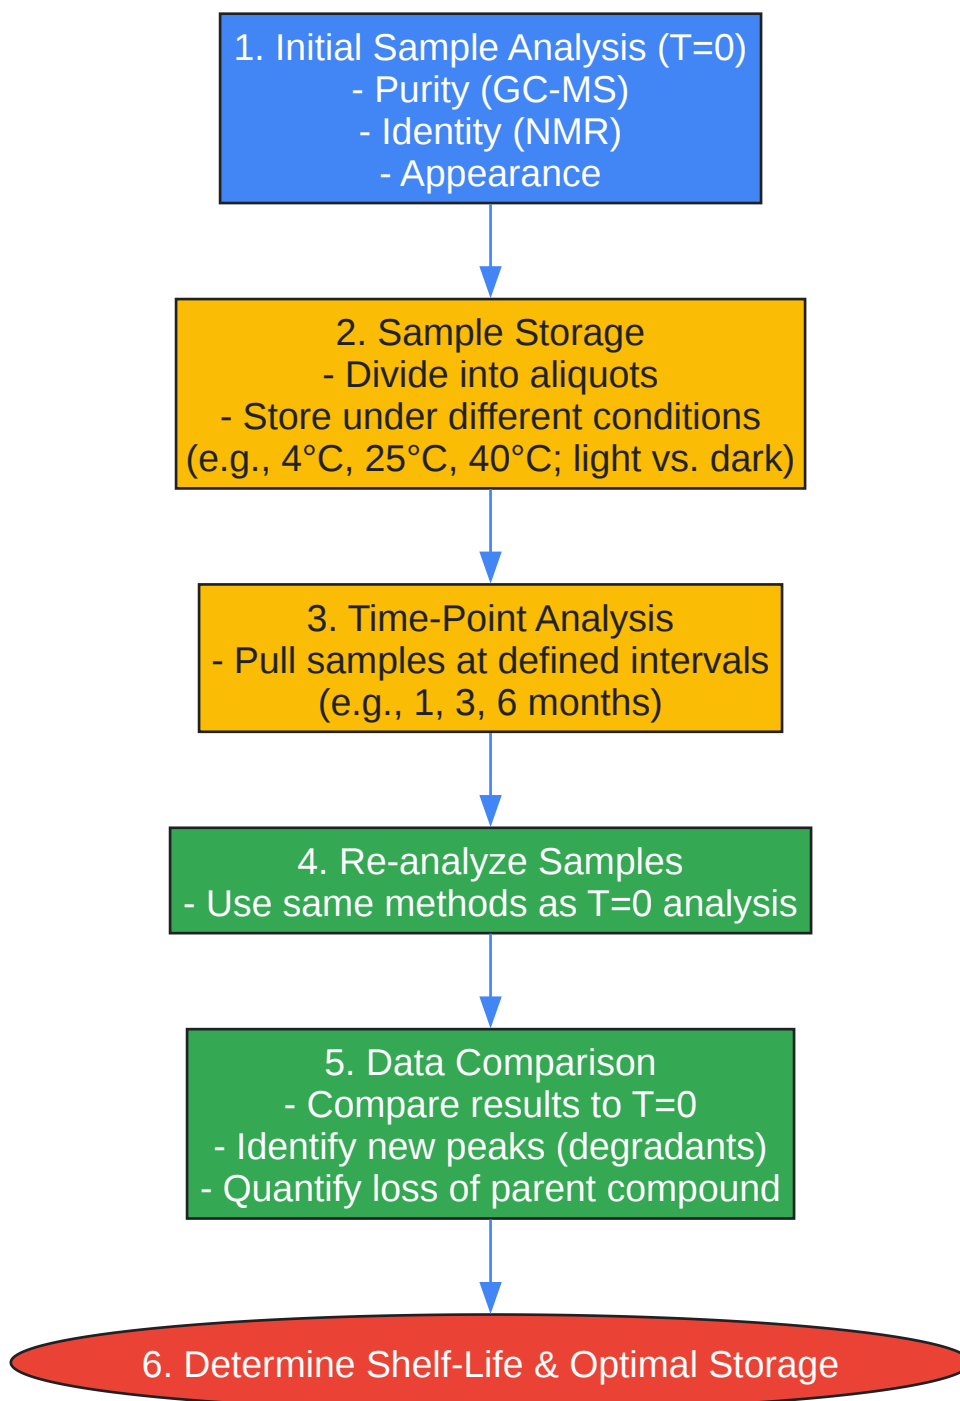 1. Initial Sample Analysis (T=0)
- Purity (GC-MS)
- Identity (NMR)
- Appearance
2. Sample Storage
- Divide into aliquots
- Store under different conditions
(e.g., 4°C, 25°C, 40°C; light vs. dark)
3. Time-Point Analysis
- Pull samples at defined intervals
(e.g., 1, 3, 6 months)
4. Re-analyze Samples
- Use same methods as T=0 analysis
5. Data Comparison
- Compare results to T=0
- Identify new peaks (degradants)
- Quantify loss of parent compound
6. Determine Shelf-Life & Optimal Storage